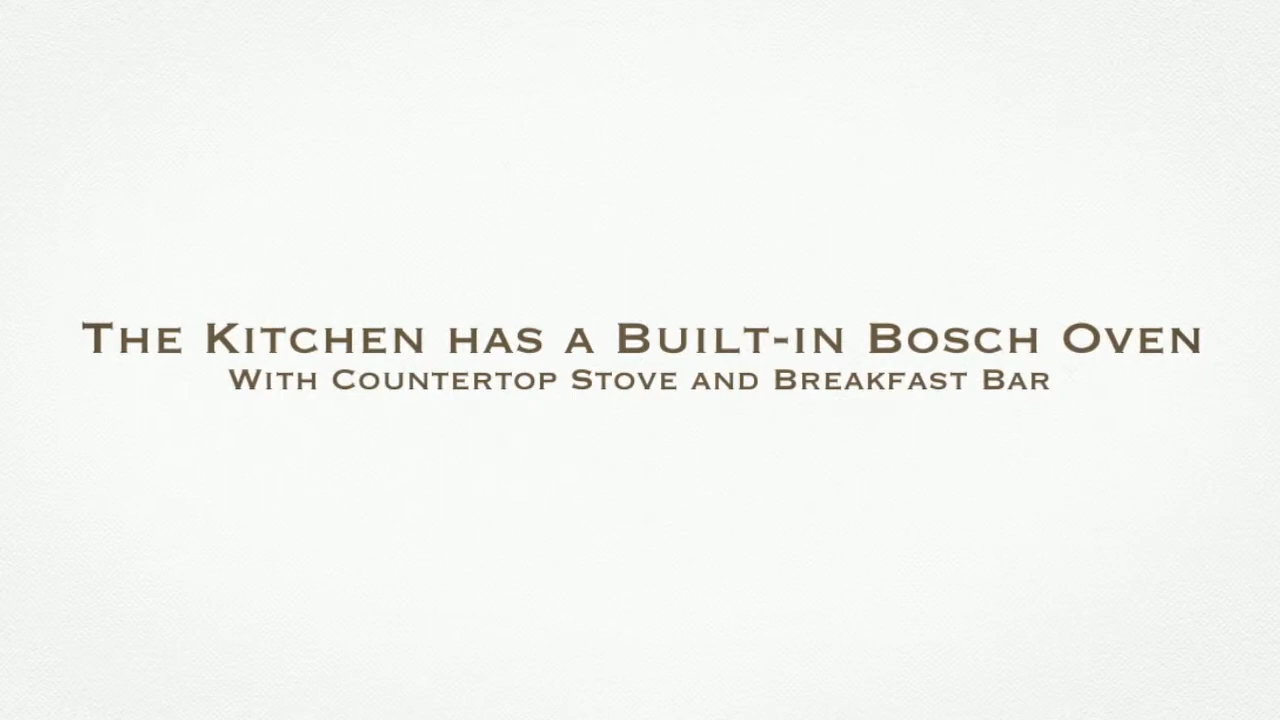 The Kitchen has a Built-in Bosch Oven
With Countertop Stove and Breakfast Bar